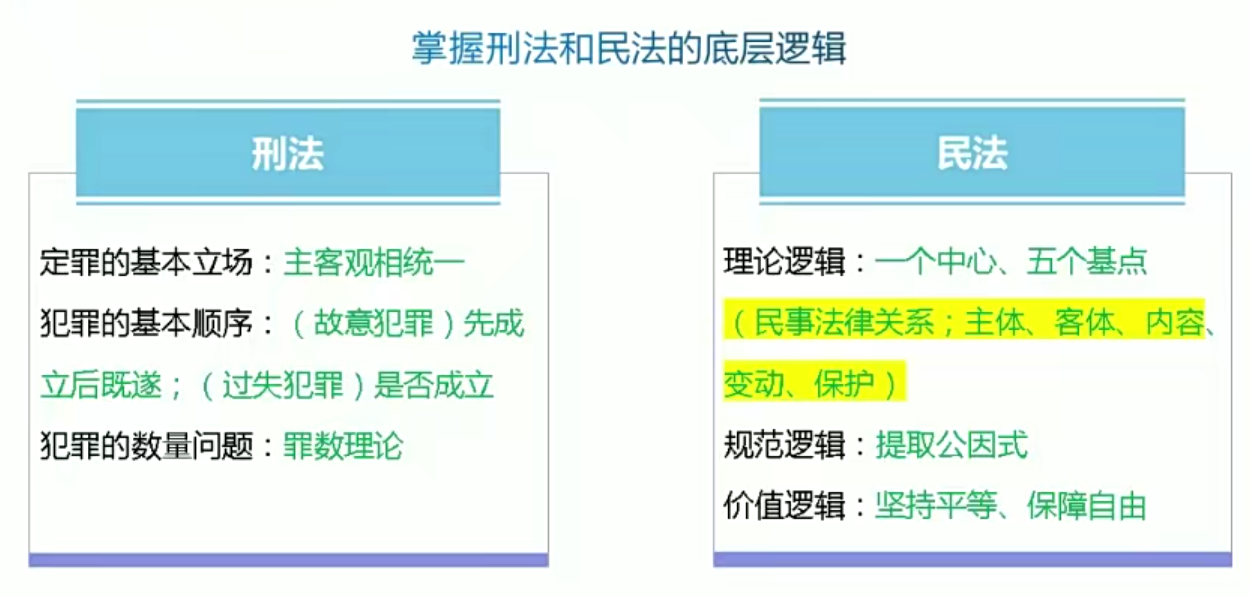 掌握刑法和民法的底层逻辑
刑法
定罪的基本立场：主客观相统一
犯罪的基本顺序：（故意犯罪）先成
立后既遂；（过失犯罪）是否成立
犯罪的数量问题：罪数理论
民法
理论逻辑：一个中心、五个基点
（民事法律关系；主体、客体、内容、
变动、保护）
规范逻辑：提取公因式
价值逻辑：坚持平等、保障自由